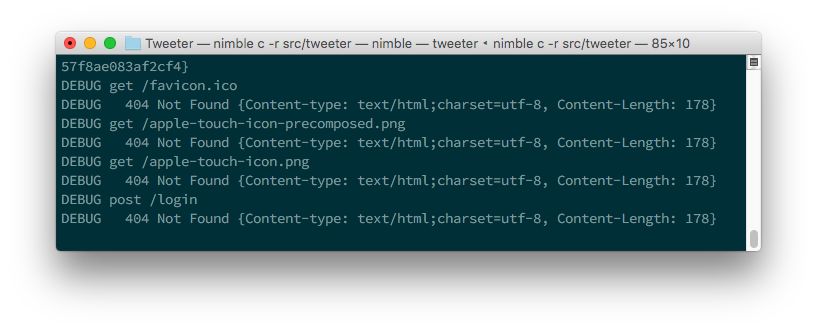 Tweeter — nimble c -r src/tweeter — nimble — tweeter ◂ nimble c -r src/tweeter — 85×10
57f8ae083af2cf4}
DEBUG get /favicon.ico
DEBUG   404 Not Found {Content-type: text/html;charset=utf-8, Content-Length: 178}
DEBUG get /apple-touch-icon-precomposed.png
DEBUG   404 Not Found {Content-type: text/html;charset=utf-8, Content-Length: 178}
DEBUG get /apple-touch-icon.png
DEBUG   404 Not Found {Content-type: text/html;charset=utf-8, Content-Length: 178}
DEBUG post /login
DEBUG   404 Not Found {Content-type: text/html;charset=utf-8, Content-Length: 178}